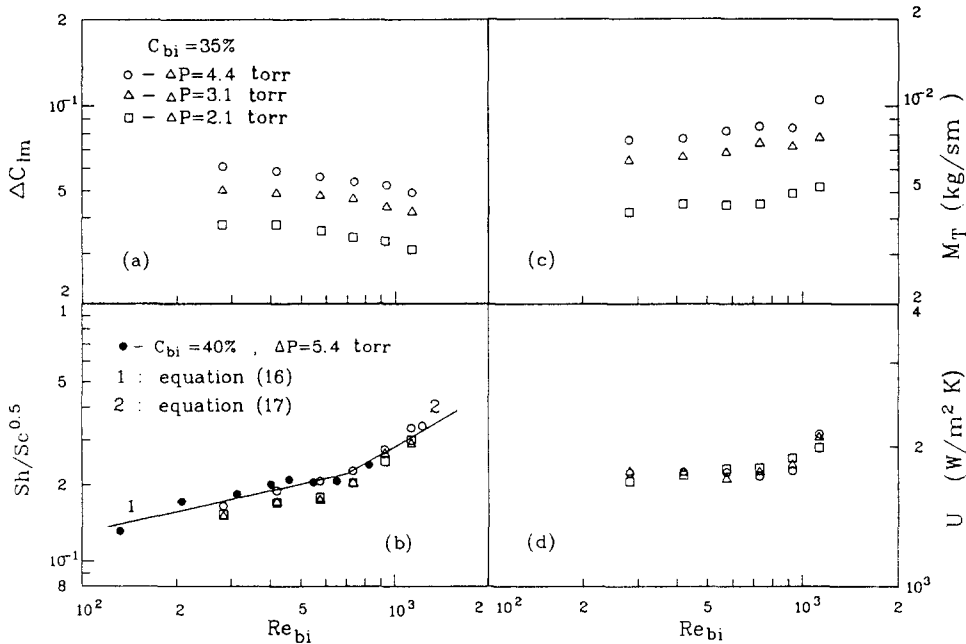 2
C_bi =35%
○ – △P=4.4 torr
△ – △P=3.1 torr
□ – △P=2.1 torr
10^-1
5
2
ΔC_lm
(a)
2
10^-2
5
2
M_T (kg/sm)
(c)
1
5
2
10^-1
8
Sh/Sc^0.5
● – C_bi =40% , ΔP=5.4 torr
1 : equation (16)
2 : equation (17)
1
2
(b)
10^2 2 5 10^3 2
Re_bi
4
2
10^3
U (W/m^2 K)
(d)
10^2 2 5 10^3 2
Re_bi